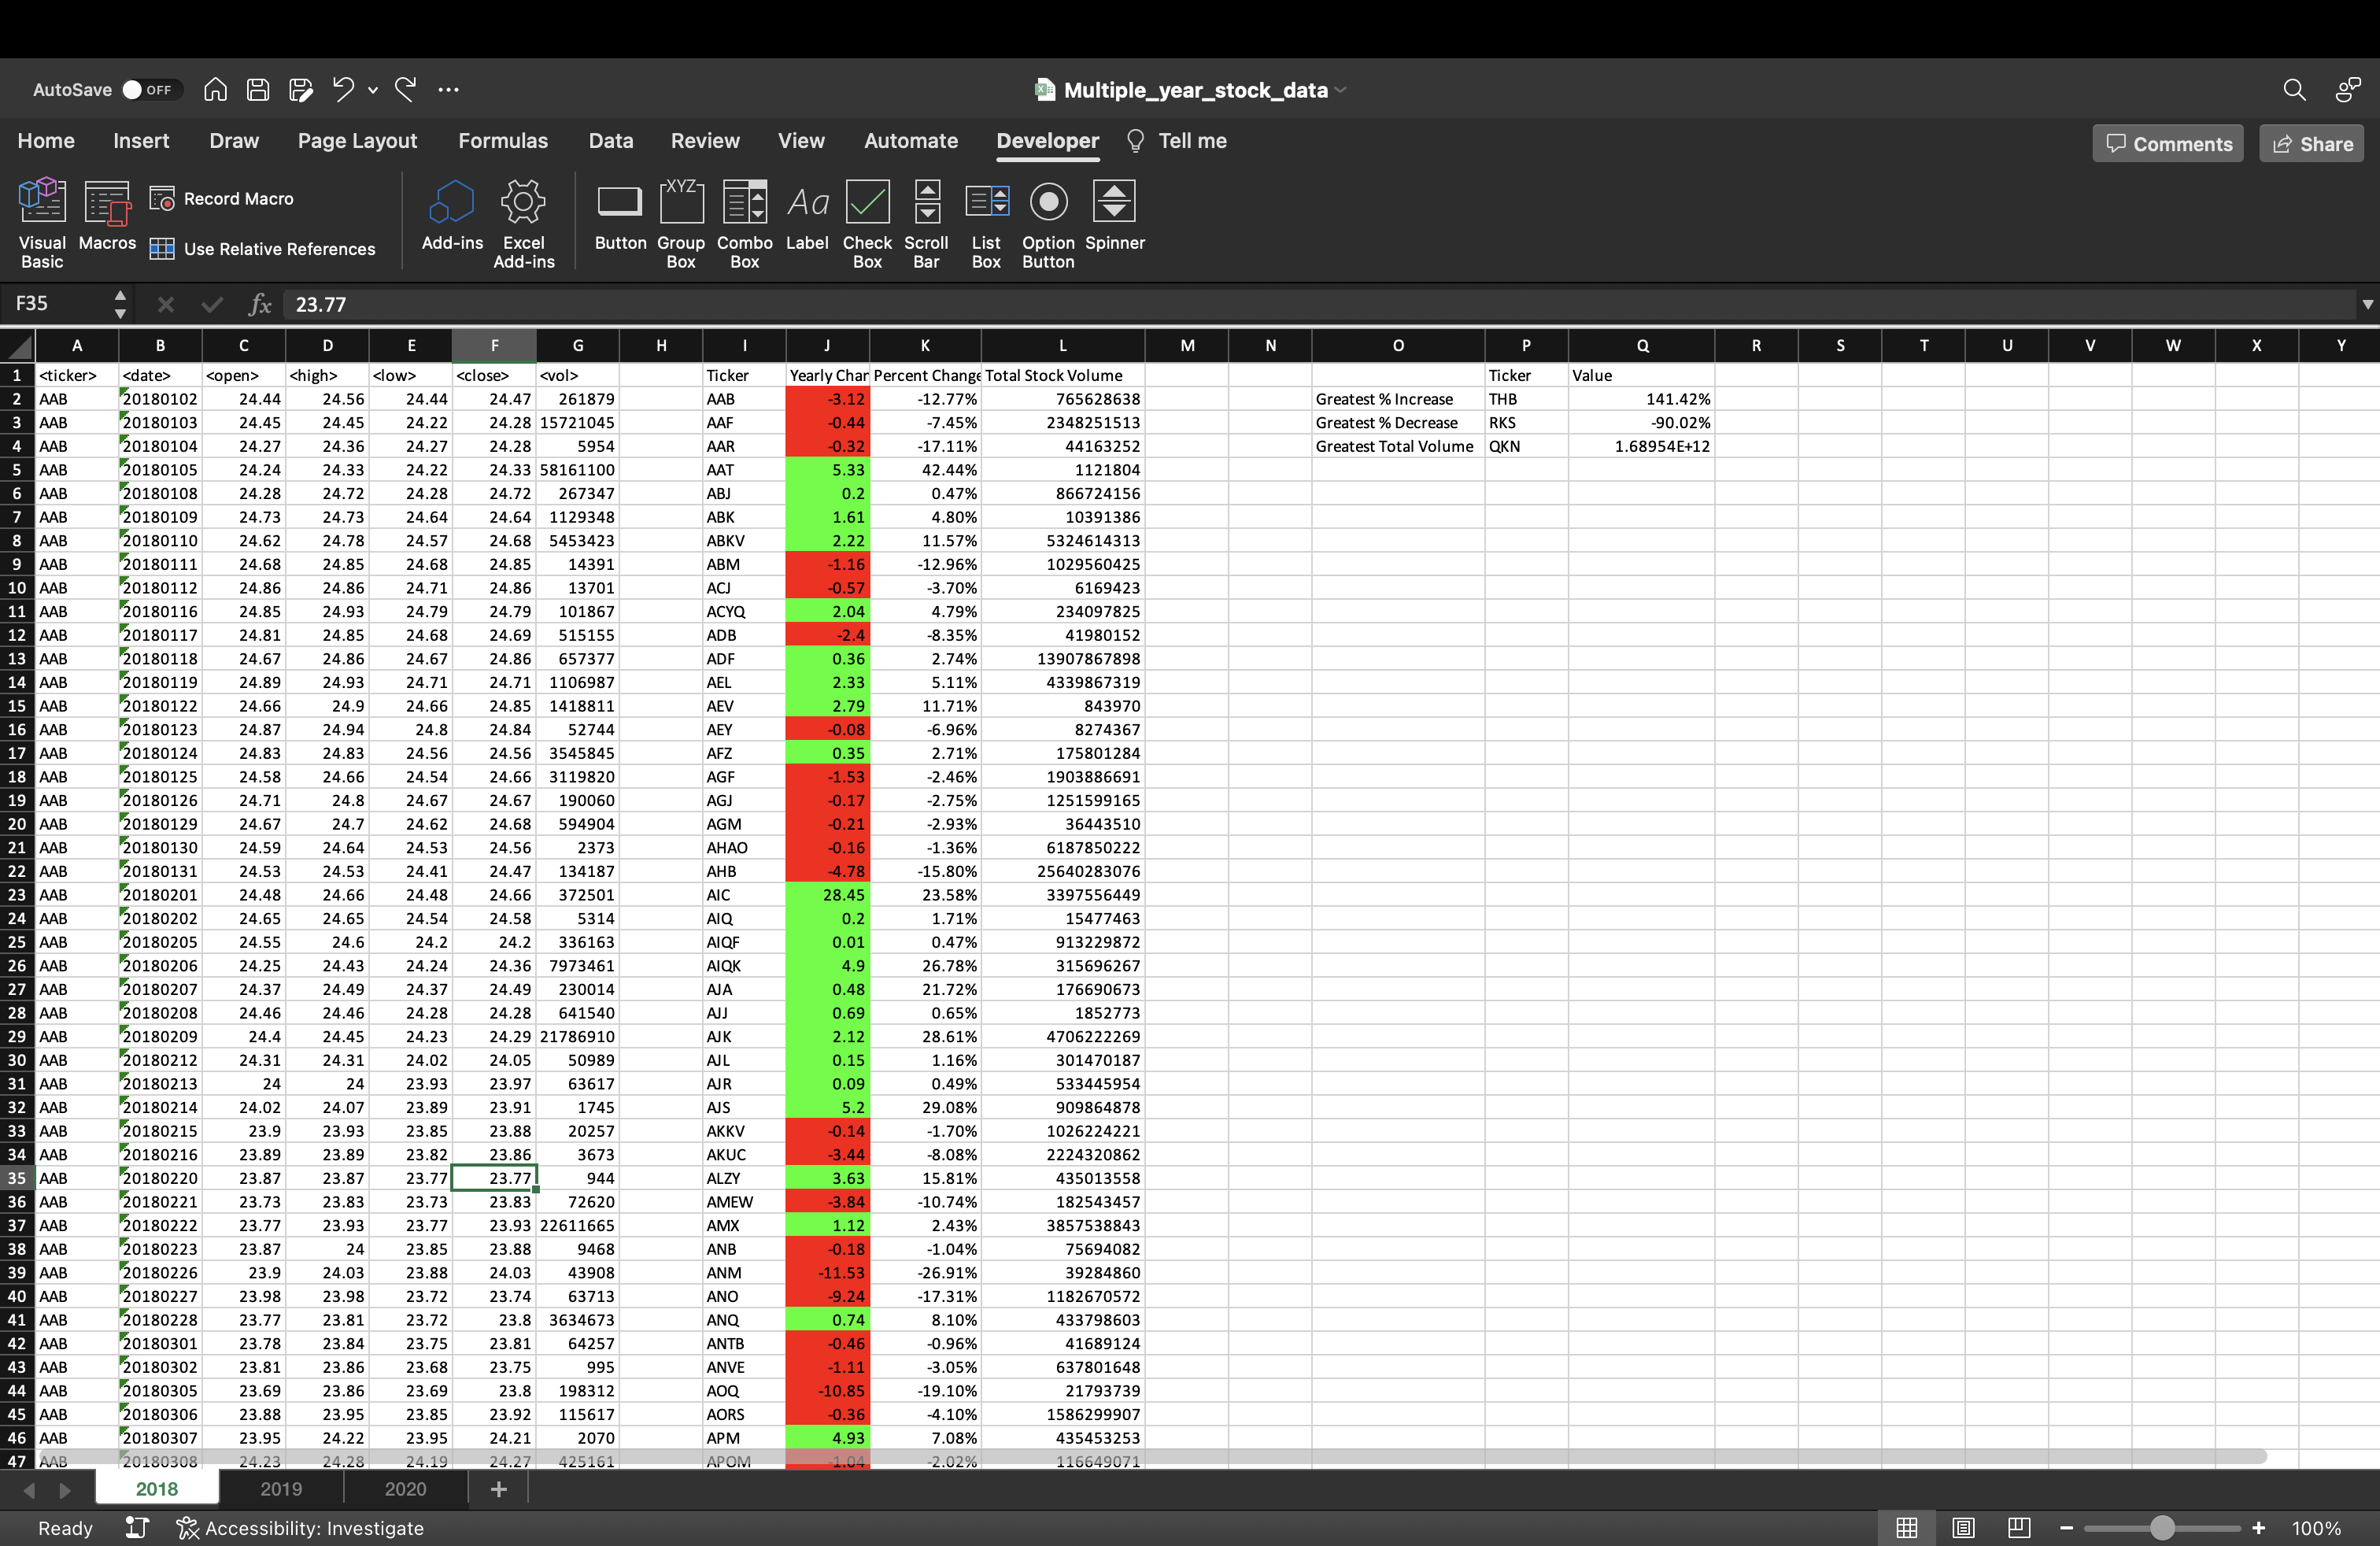 AutoSave OFF Multiple_year_stock_data
Home Insert Draw Page Layout Formulas Data Review View Automate Developer Tell me Comments Share
Visual Basic Macros Record Macro Use Relative References Add-ins Excel Add-ins Button Group Box Combo Box Label Check Box Scroll Bar List Box Option Button Spinner
F35 fx 23.77
A B C D E F G H I J K L M N O P Q R S T U V W X Y
1 <ticker> <date> <open> <high> <low> <close> <vol> Ticker Yearly Char Percent Change Total Stock Volume Ticker Value
2 AAB 20180102 24.44 24.56 24.44 24.47 261879 AAB -3.12 -12.77% 765628638 Greatest % Increase THB 141.42%
3 AAB 20180103 24.45 24.45 24.22 24.28 15721045 AAF -0.44 -7.45% 2348251513 Greatest % Decrease RKS -90.02%
4 AAB 20180104 24.27 24.36 24.27 24.28 5954 AAR -0.32 -17.11% 44163252 Greatest Total Volume QKN 1.68954E+12
5 AAB 20180105 24.24 24.33 24.22 24.33 58161100 AAT 5.33 42.44% 1121804
6 AAB 20180108 24.28 24.72 24.28 24.72 267347 ABJ 0.2 0.47% 866724156
7 AAB 20180109 24.73 24.73 24.64 24.64 1129348 ABK 1.61 4.80% 10391386
8 AAB 20180110 24.62 24.78 24.57 24.68 5453423 ABKV 2.22 11.57% 5324614313
9 AAB 20180111 24.68 24.85 24.68 24.85 14391 ABM -1.16 -12.96% 1029560425
10 AAB 20180112 24.86 24.86 24.71 24.86 13701 ACJ -0.57 -3.70% 6169423
11 AAB 20180116 24.85 24.93 24.79 24.79 101867 ACYQ 2.04 4.79% 234097825
12 AAB 20180117 24.81 24.85 24.68 24.69 515155 ADB -2.4 -8.35% 41980152
13 AAB 20180118 24.67 24.86 24.67 24.86 657377 ADF 0.36 2.74% 13907867898
14 AAB 20180119 24.89 24.93 24.71 24.71 1106987 AEL 2.33 5.11% 4339867319
15 AAB 20180122 24.66 24.9 24.66 24.85 1418811 AEV 2.79 11.71% 843970
16 AAB 20180123 24.87 24.94 24.8 24.84 52744 AEY -0.08 -6.96% 8274367
17 AAB 20180124 24.83 24.83 24.56 24.56 3545845 AFZ 0.35 2.71% 175801284
18 AAB 20180125 24.58 24.66 24.54 24.66 3119820 AGF -1.53 -2.46% 1903886691
19 AAB 20180126 24.71 24.8 24.67 24.67 190060 AGJ -0.17 -2.75% 1251599165
20 AAB 20180129 24.67 24.7 24.62 24.68 594904 AGM -0.21 -2.93% 36443510
21 AAB 20180130 24.59 24.64 24.53 24.56 2373 AHAO -0.16 -1.36% 6187850222
22 AAB 20180131 24.53 24.53 24.41 24.47 134187 AHB -4.78 -15.80% 25640283076
23 AAB 20180201 24.48 24.66 24.48 24.66 372501 AIC 28.45 23.58% 3397556449
24 AAB 20180202 24.65 24.65 24.54 24.58 5314 AIQ 0.2 1.71% 15477463
25 AAB 20180205 24.55 24.6 24.2 24.2 336163 AIQF 0.01 0.47% 913229872
26 AAB 20180206 24.25 24.43 24.24 24.36 7973461 AIQK 4.9 26.78% 315696267
27 AAB 20180207 24.37 24.49 24.37 24.49 230014 AJA 0.48 21.72% 176690673
28 AAB 20180208 24.46 24.46 24.28 24.28 641540 AJJ 0.69 0.65% 1852773
29 AAB 20180209 24.4 24.45 24.23 24.29 21786910 AJK 2.12 28.61% 4706222269
30 AAB 20180212 24.31 24.31 24.02 24.05 50989 AJL 0.15 1.16% 301470187
31 AAB 20180213 24 24 23.93 23.97 63617 AJR 0.09 0.49% 533445954
32 AAB 20180214 24.02 24.07 23.89 23.91 1745 AJS 5.2 29.08% 909864878
33 AAB 20180215 23.9 23.93 23.85 23.88 20257 AKKV -0.14 -1.70% 1026224221
34 AAB 20180216 23.89 23.89 23.82 23.86 3673 AKUC -3.44 -8.08% 2224320862
35 AAB 20180220 23.87 23.87 23.77 23.77 944 ALZY 3.63 15.81% 435013558
36 AAB 20180221 23.73 23.83 23.73 23.83 72620 AMEW -3.84 -10.74% 182543457
37 AAB 20180222 23.77 23.93 23.77 23.93 22611665 AMX 1.12 2.43% 3857538843
38 AAB 20180223 23.87 24 23.85 23.88 9468 ANB -0.18 -1.04% 75694082
39 AAB 20180226 23.9 24.03 23.88 24.03 43908 ANM -11.53 -26.91% 39284860
40 AAB 20180227 23.98 23.98 23.72 23.74 63713 ANO -9.24 -17.31% 1182670572
41 AAB 20180228 23.77 23.81 23.72 23.8 3634673 ANQ 0.74 8.10% 433798603
42 AAB 20180301 23.78 23.84 23.75 23.81 64257 ANTB -0.46 -0.96% 41689124
43 AAB 20180302 23.81 23.86 23.68 23.75 995 ANVE -1.11 -3.05% 637801648
44 AAB 20180305 23.69 23.86 23.69 23.8 198312 AOQ -10.85 -19.10% 21793739
45 AAB 20180306 23.88 23.95 23.85 23.92 115617 AORS -0.36 -4.10% 1586299907
46 AAB 20180307 23.95 24.22 23.95 24.21 2070 APM 4.93 7.08% 435453253
47 AAB 20180308 24.23 24.28 24.19 24.27 425161 APOM -1.04 -2.02% 116649071
2018 2019 2020 +
Ready Accessibility: Investigate 100%